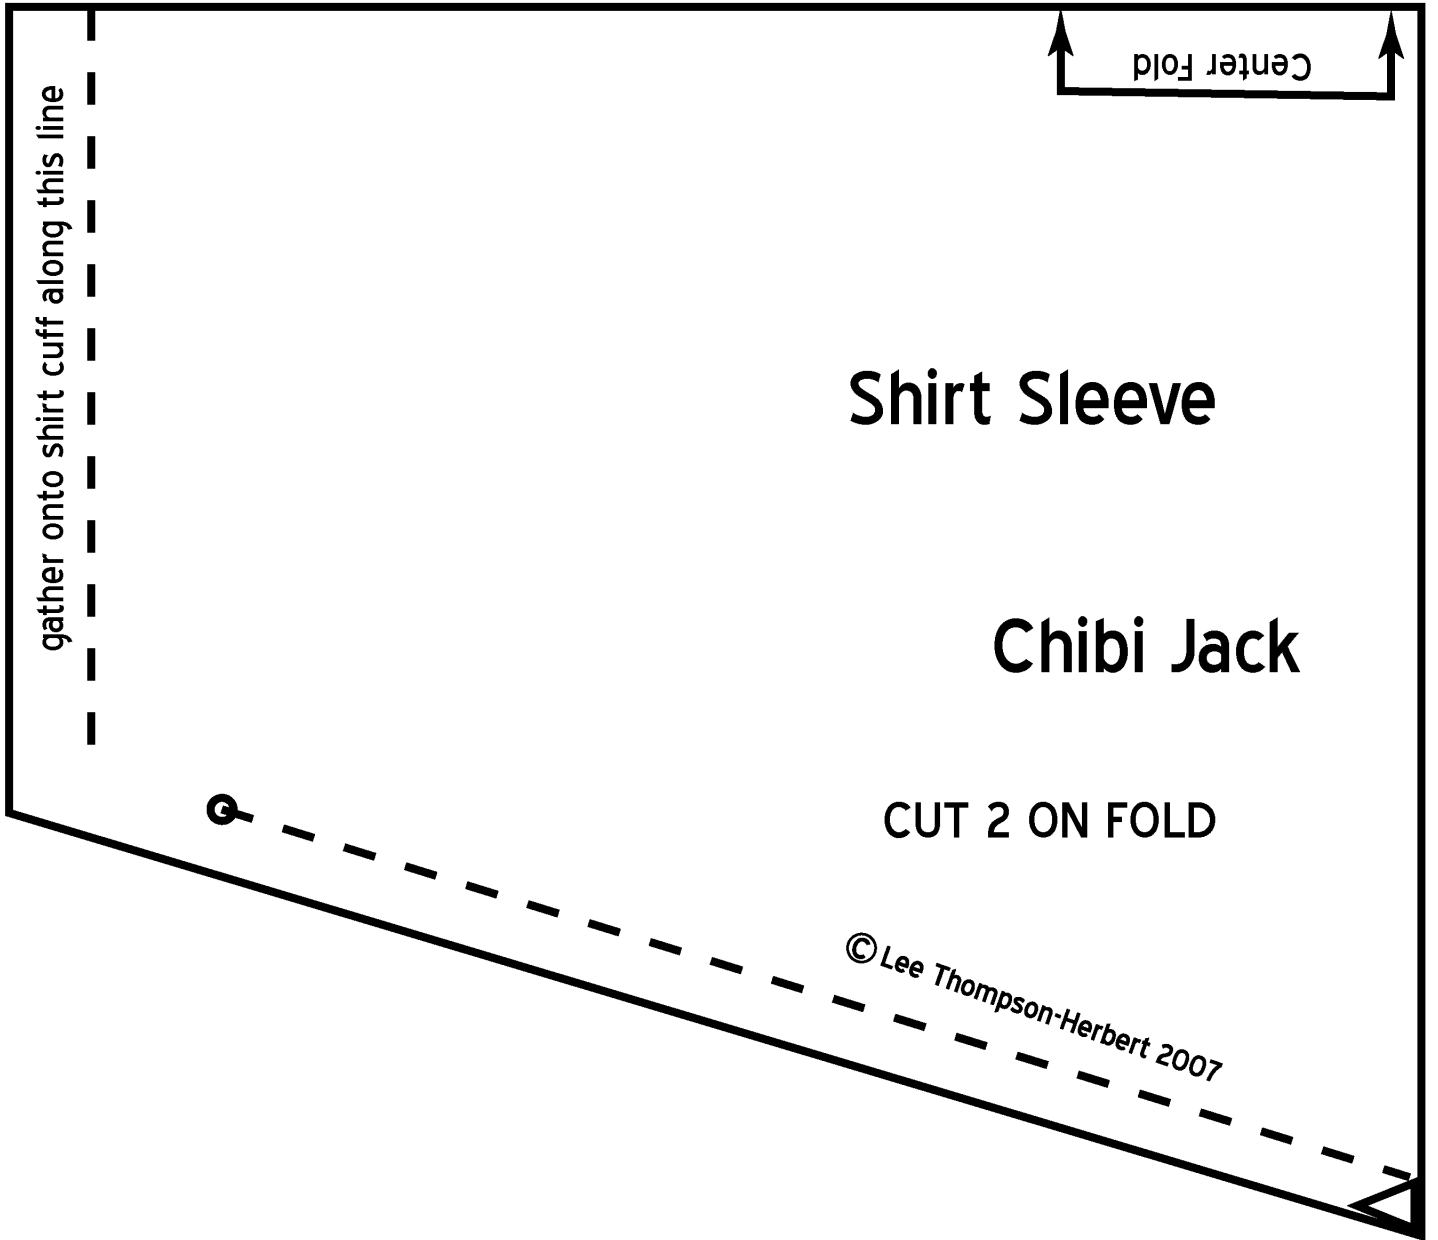 Center Fold
gather onto shirt cuff along this line
Shirt Sleeve
Chibi Jack
CUT 2 ON FOLD
© Lee Thompson-Herbert 2007